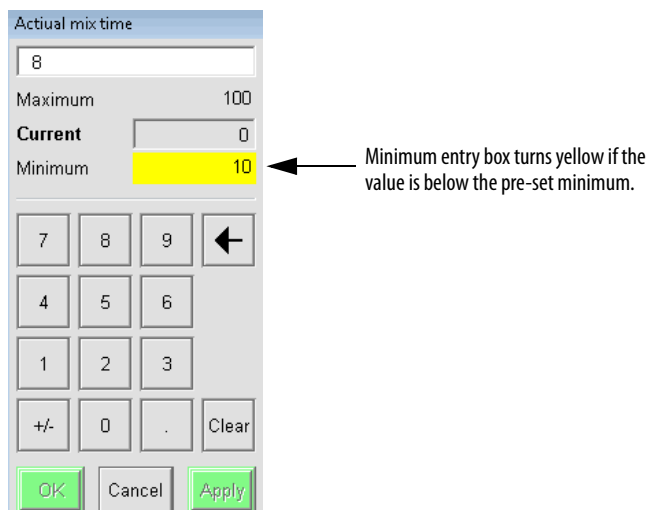 Actiual mix time
8
Maximum 100
Current 0
Minimum 10
Minimum entry box turns yellow if the
value is below the pre-set minimum.
7 8 9
4 5 6
1 2 3
+/- 0 . Clear
OK Cancel Apply